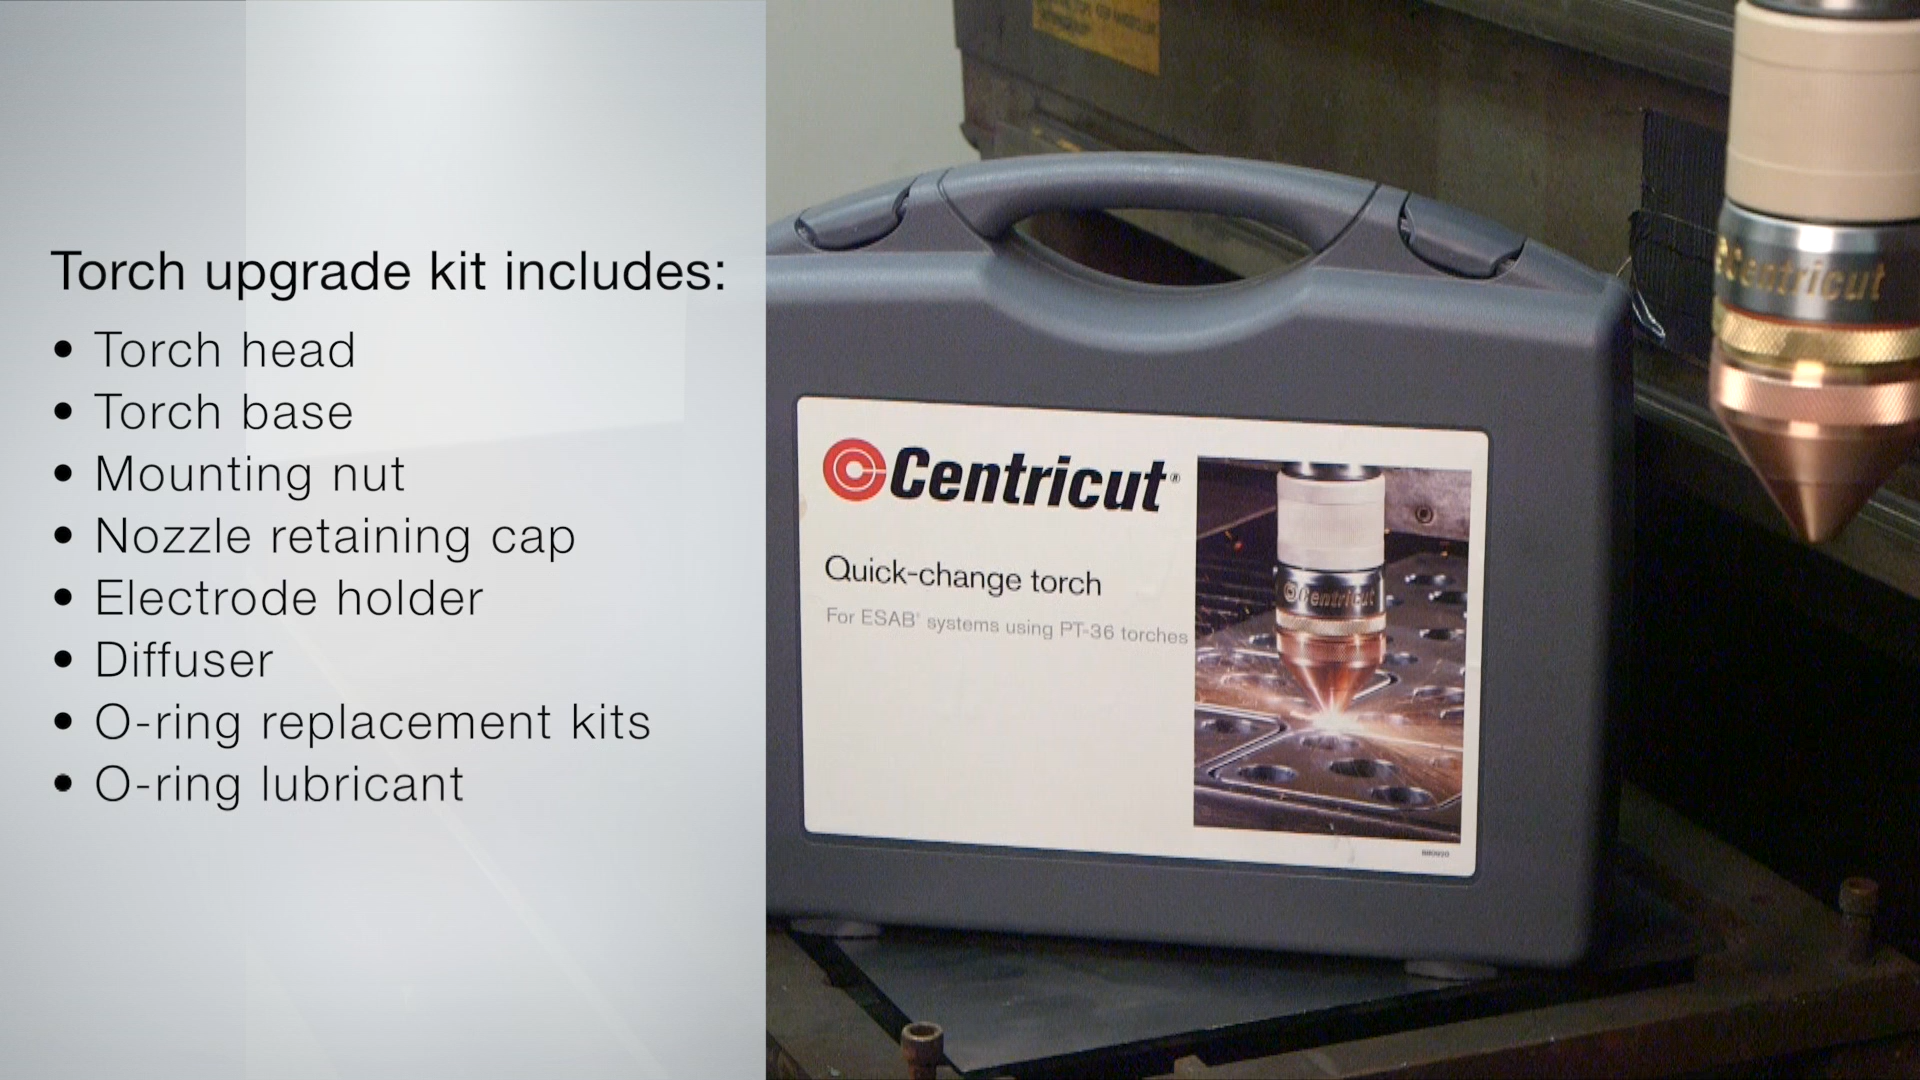 Torch upgrade kit includes:
• Torch head
• Torch base
• Mounting nut
• Nozzle retaining cap
• Electrode holder
• Diffuser
• O-ring replacement kits
• O-ring lubricant
Centricut®
Quick-change torch
For ESAB® systems using PT-36 torches
Centricut
Centricut